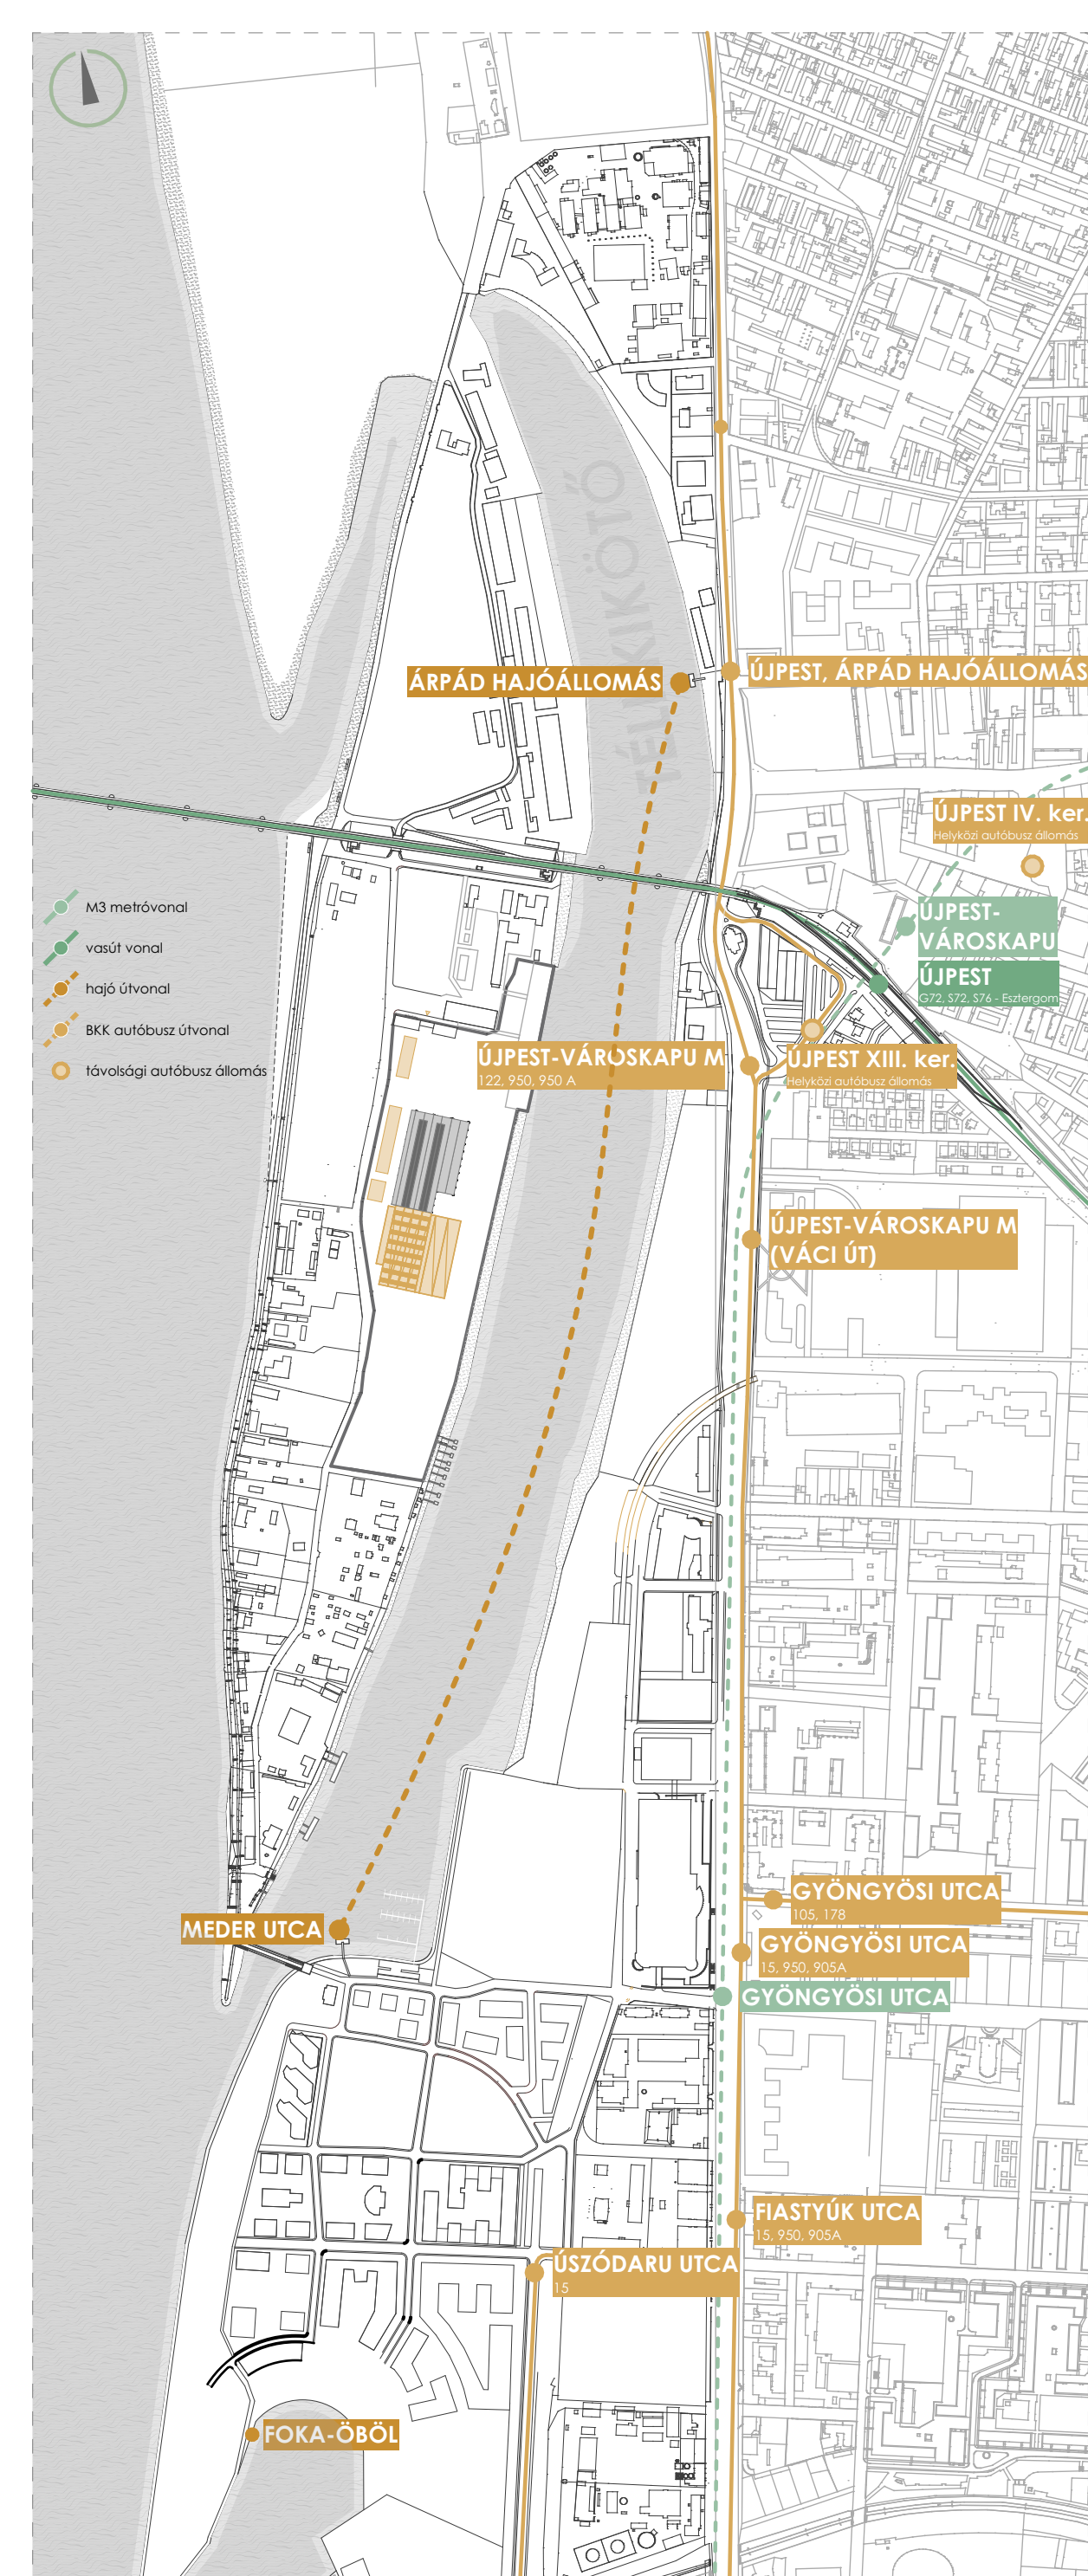 TÉLIKIKÖTŐ
ÁRPÁD HAJÓÁLLOMÁS
ÚJPEST, ÁRPÁD HAJÓÁLLOMÁS
ÚJPEST IV. ker.
Helyközi autóbusz állomás
ÚJPEST-
VÁROSKAPU
ÚJPEST
G72, S72, S76 - Esztergom
M3 metróvonal
vasút vonal
hajó útvonal
BKK autóbusz útvonal
távolsági autóbusz állomás
ÚJPEST-VÁROSKAPU M
122, 950, 950 A
ÚJPEST XIII. ker.
Helyközi autóbusz állomás
ÚJPEST-VÁROSKAPU M
(VÁCI ÚT)
GYÖNGYÖSI UTCA
105, 178
MEDER UTCA
GYÖNGYÖSI UTCA
15, 950, 905A
GYÖNGYÖSI UTCA
FIASTYÚK UTCA
15, 950, 905A
ÚSZÓDARU UTCA
15
FOKA-ÖBÖL